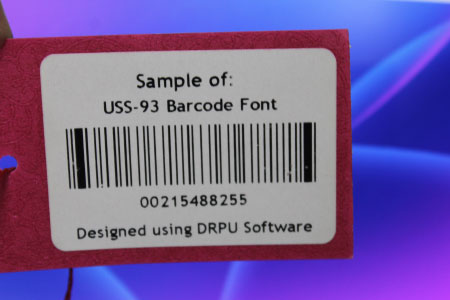 Sample of:
USS-93 Barcode Font
00215488255
Designed using DRPU Software